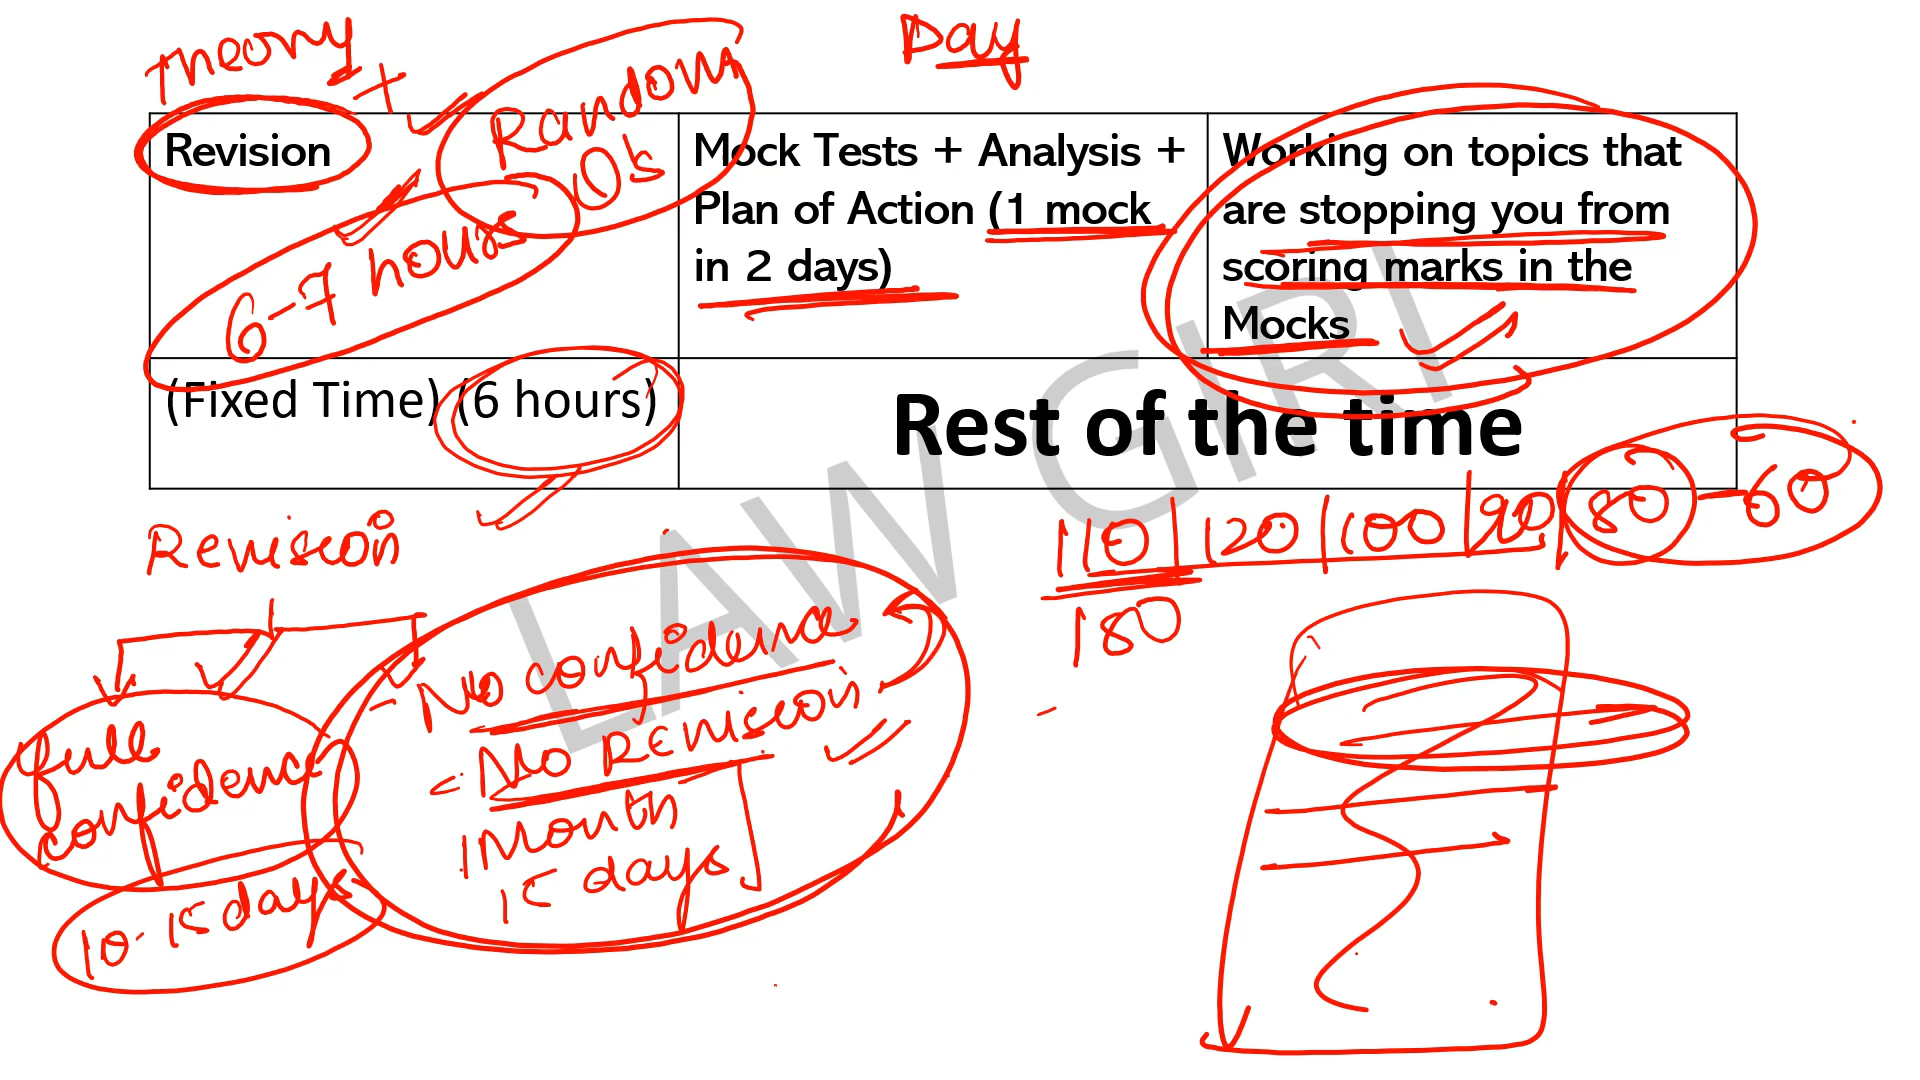 Theory +
Day
Random
Q's
Revision
Mock Tests + Analysis +
Plan of Action (1 mock
in 2 days)
Working on topics that
are stopping you from
scoring marks in the
Mocks
6-7 hours
(Fixed Time) (6 hours)
Rest of the time
110 | 120 | 100 | 90 | 80 - 60
180
Revision
full
confidence
10-15 days
- No confidence
- No Revision
1 Month
15 days
LAW GIRI